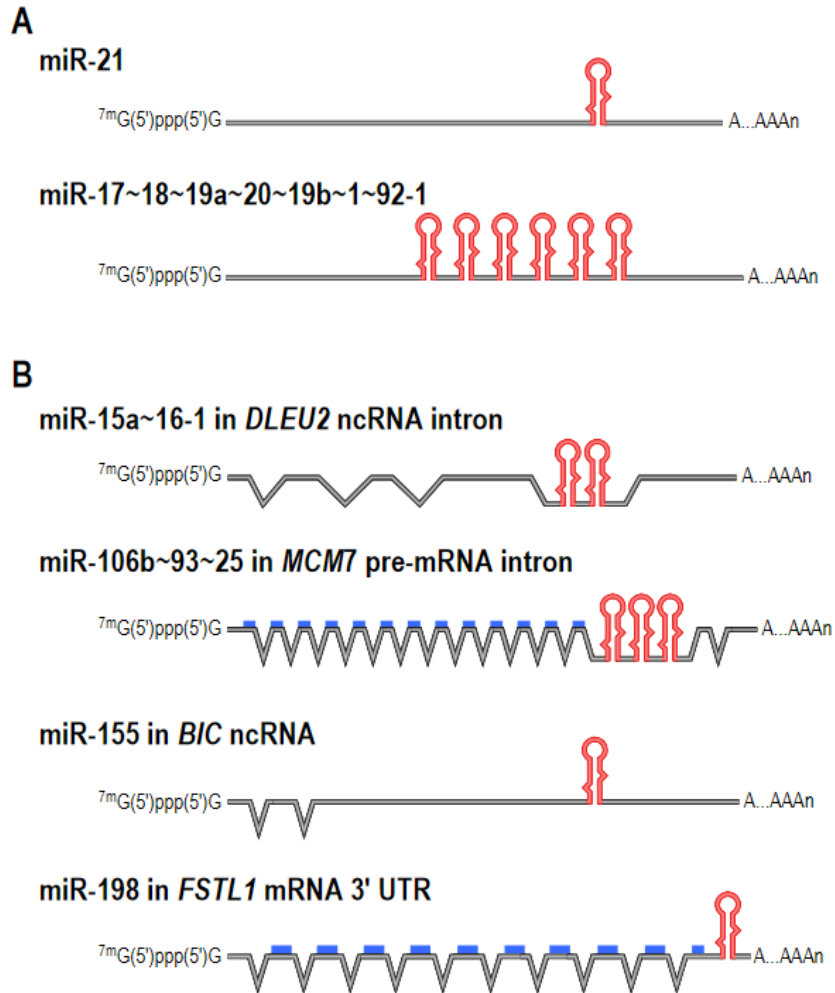 A
miR-21
7mG(5')ppp(5')G A...AAAn
miR-17~18~19a~20~19b~1~92-1
7mG(5')ppp(5')G A...AAAn
B
miR-15a~16-1 in DLEU2 ncRNA intron
7mG(5')ppp(5')G A...AAAn
miR-106b~93~25 in MCM7 pre-mRNA intron
7mG(5')ppp(5')G A...AAAn
miR-155 in BIC ncRNA
7mG(5')ppp(5')G A...AAAn
miR-198 in FSTL1 mRNA 3' UTR
7mG(5')ppp(5')G A...AAAn